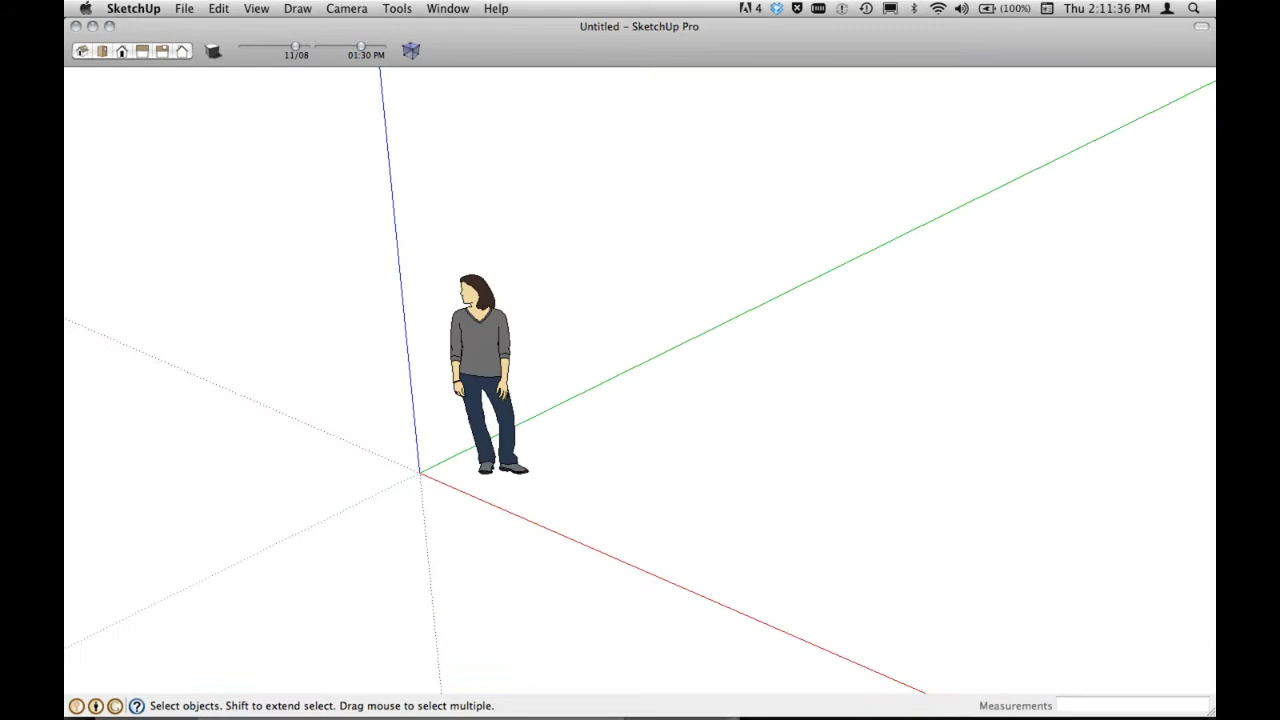 SketchUp File Edit View Draw Camera Tools Window Help 4 (100%) Thu 2:11:36 PM
Untitled – SketchUp Pro
11/08 01:30 PM
Select objects. Shift to extend select. Drag mouse to select multiple. Measurements